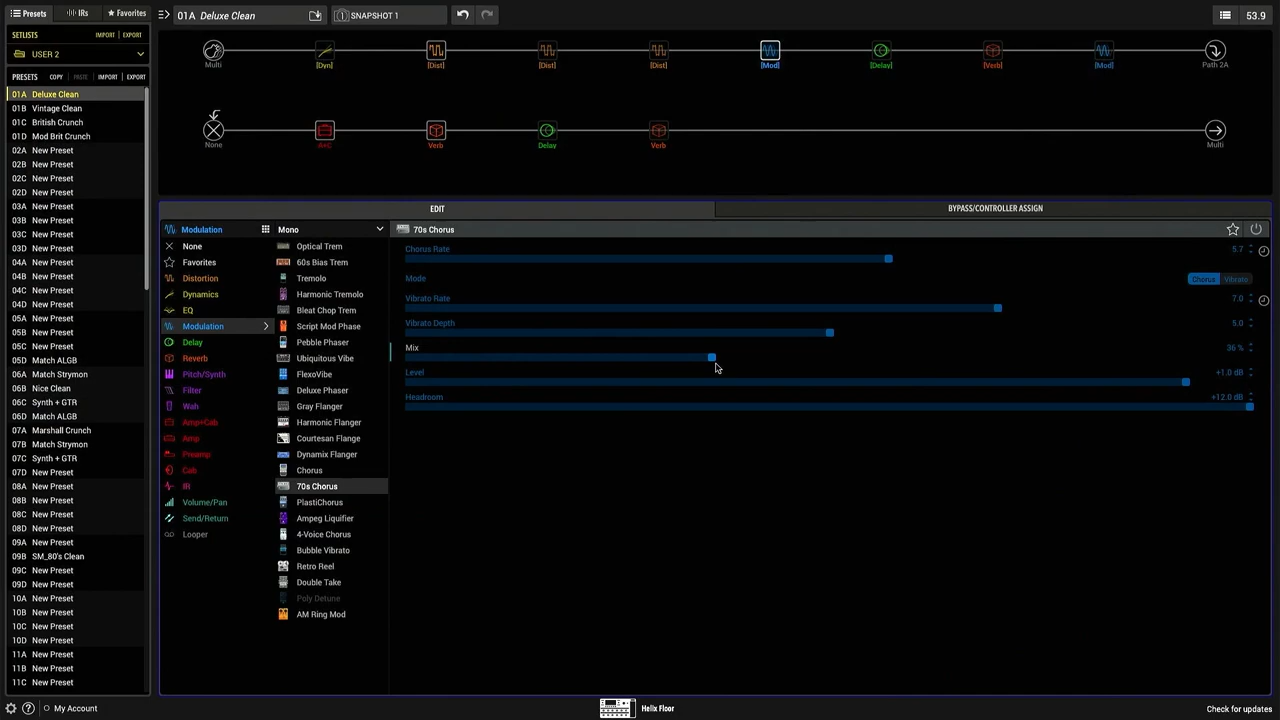 Presets
IRs
Favorites
01A Deluxe Clean
SNAPSHOT 1
53.9
SETLISTS
IMPORT
EXPORT
USER 2
PRESETS
COPY
PASTE
IMPORT
EXPORT
01A Deluxe Clean
01B Vintage Clean
01C British Crunch
01D Mod Brit Crunch
02A New Preset
02B New Preset
02C New Preset
02D New Preset
03A New Preset
03B New Preset
03C New Preset
03D New Preset
04A New Preset
04B New Preset
04C New Preset
04D New Preset
05A New Preset
05B New Preset
05C New Preset
05D Match ALGB
06A Match Strymon
06B Nice Clean
06C Synth + GTR
06D Match ALGB
07A Marshall Crunch
07B Match Strymon
07C Synth + GTR
07D New Preset
08A New Preset
08B New Preset
08C New Preset
08D New Preset
09A New Preset
09B SM_80's Clean
09C New Preset
09D New Preset
10A New Preset
10B New Preset
10C New Preset
10D New Preset
11A New Preset
11B New Preset
11C New Preset
My Account
Multi
[Dyn]
[Dist]
[Dist]
[Dist]
[Mod]
[Delay]
[Verb]
[Mod]
Path 2A
None
A+C
Verb
Delay
Verb
Multi
EDIT
BYPASS/CONTROLLER ASSIGN
Modulation
None
Favorites
Distortion
Dynamics
EQ
Modulation
Delay
Reverb
Pitch/Synth
Filter
Wah
Amp+Cab
Amp
Preamp
Cab
IR
Volume/Pan
Send/Return
Looper
Mono
Optical Trem
60s Bias Trem
Tremolo
Harmonic Tremolo
Bleat Chop Trem
Script Mod Phase
Pebble Phaser
Ubiquitous Vibe
FlexoVibe
Deluxe Phaser
Gray Flanger
Harmonic Flanger
Courtesan Flange
Dynamix Flanger
Chorus
70s Chorus
PlastiChorus
Ampeg Liquifier
4-Voice Chorus
Bubble Vibrato
Retro Reel
Double Take
Poly Detune
AM Ring Mod
70s Chorus
Chorus Rate 5.7
Mode Chorus Vibrato
Vibrato Rate 7.0
Vibrato Depth 5.0
Mix 36 %
Level +1.0 dB
Headroom +12.0 dB
Helix Floor
Check for updates